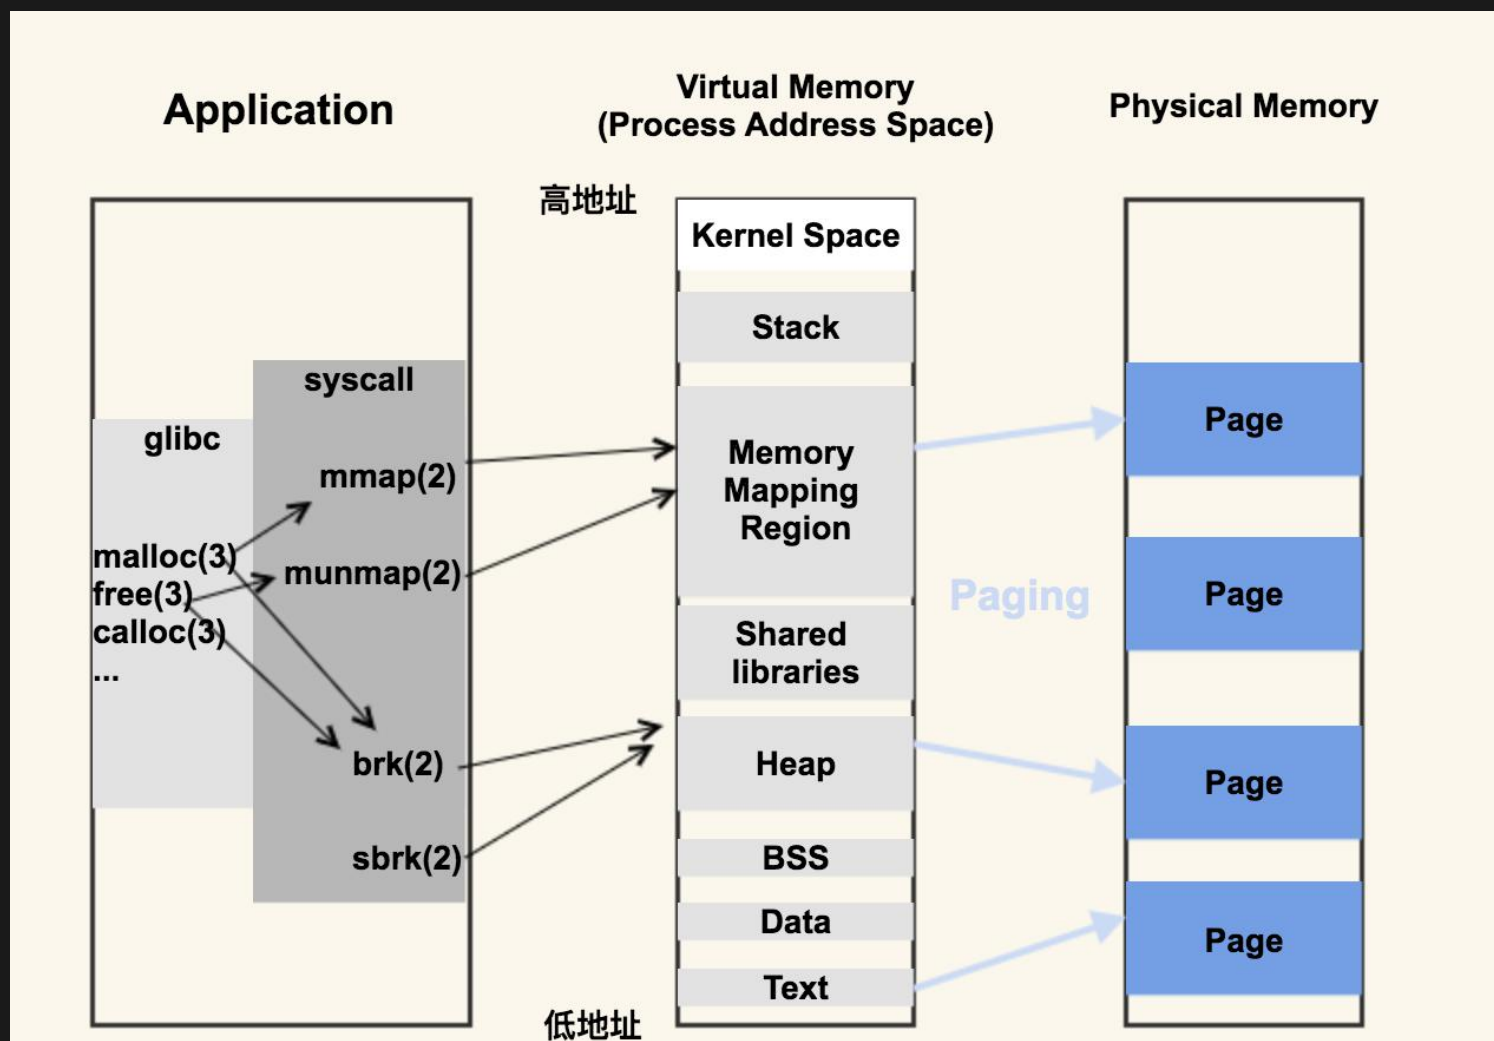 Application
Virtual Memory
(Process Address Space)
Physical Memory
高地址
Kernel Space
Stack
syscall
glibc
mmap(2)
malloc(3)
free(3)
calloc(3)
...
munmap(2)
brk(2)
sbrk(2)
Memory
Mapping
Region
Shared
libraries
Heap
BSS
Data
Text
低地址
Paging
Page
Page
Page
Page